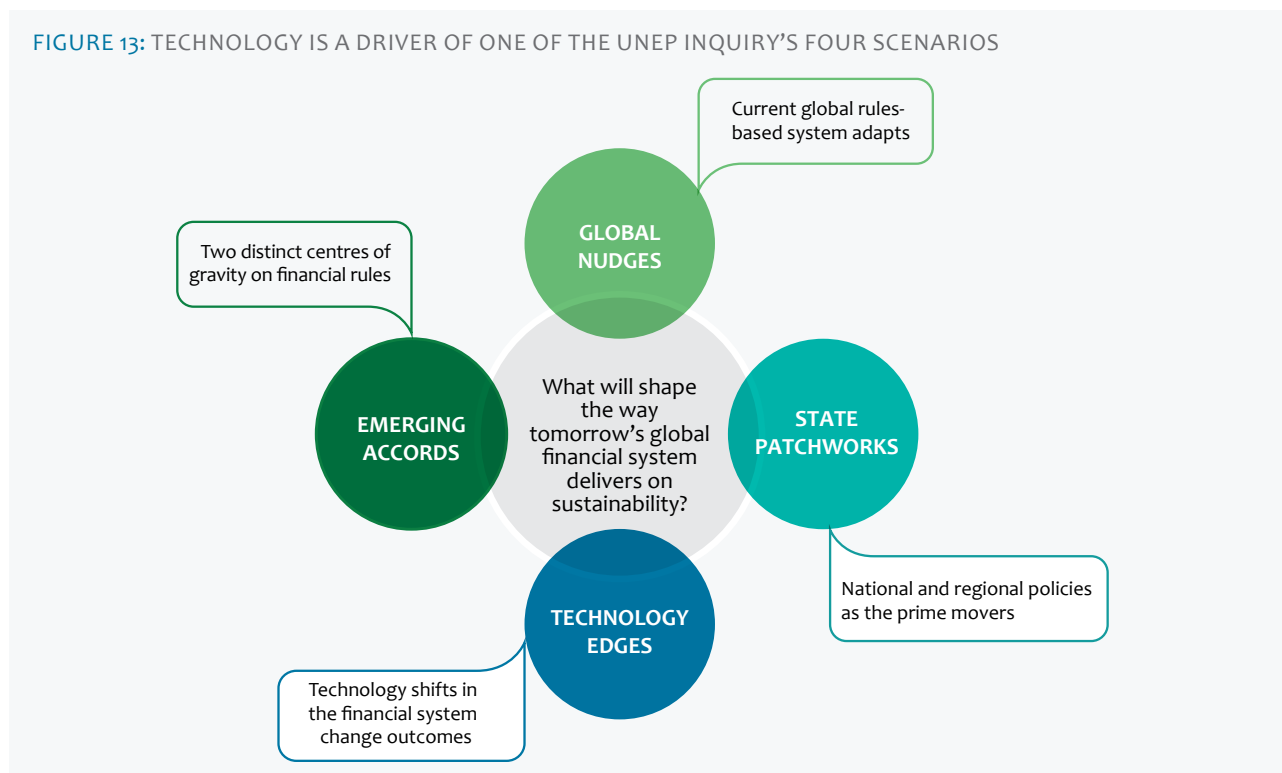 FIGURE 13: TECHNOLOGY IS A DRIVER OF ONE OF THE UNEP INQUIRY'S FOUR SCENARIOS
Current global rules-
based system adapts
GLOBAL
NUDGES
Two distinct centres of
gravity on financial rules
EMERGING
ACCORDS
What will shape
the way
tomorrow's global
financial system
delivers on
sustainability?
STATE
PATCHWORKS
National and regional policies
as the prime movers
TECHNOLOGY
EDGES
Technology shifts in
the financial system
change outcomes